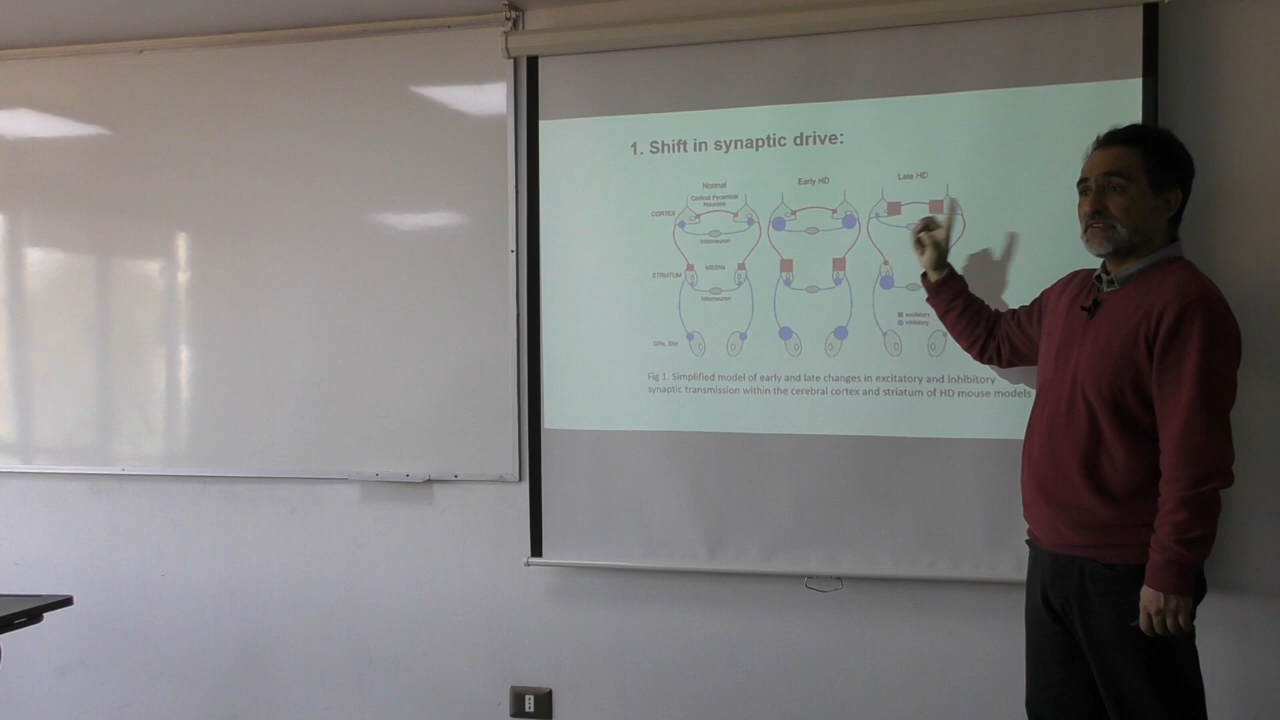 1. Shift in synaptic drive:
Normal
Early HD
Late HD
Cortical Pyramidal
Neurons
CORTEX
Interneuron
STRIATUM
MSSNs
Interneuron
excitatory
inhibitory
GPe, SNr
Fig 1. Simplified model of early and late changes in excitatory and inhibitory
synaptic transmission within the cerebral cortex and striatum of HD mouse models